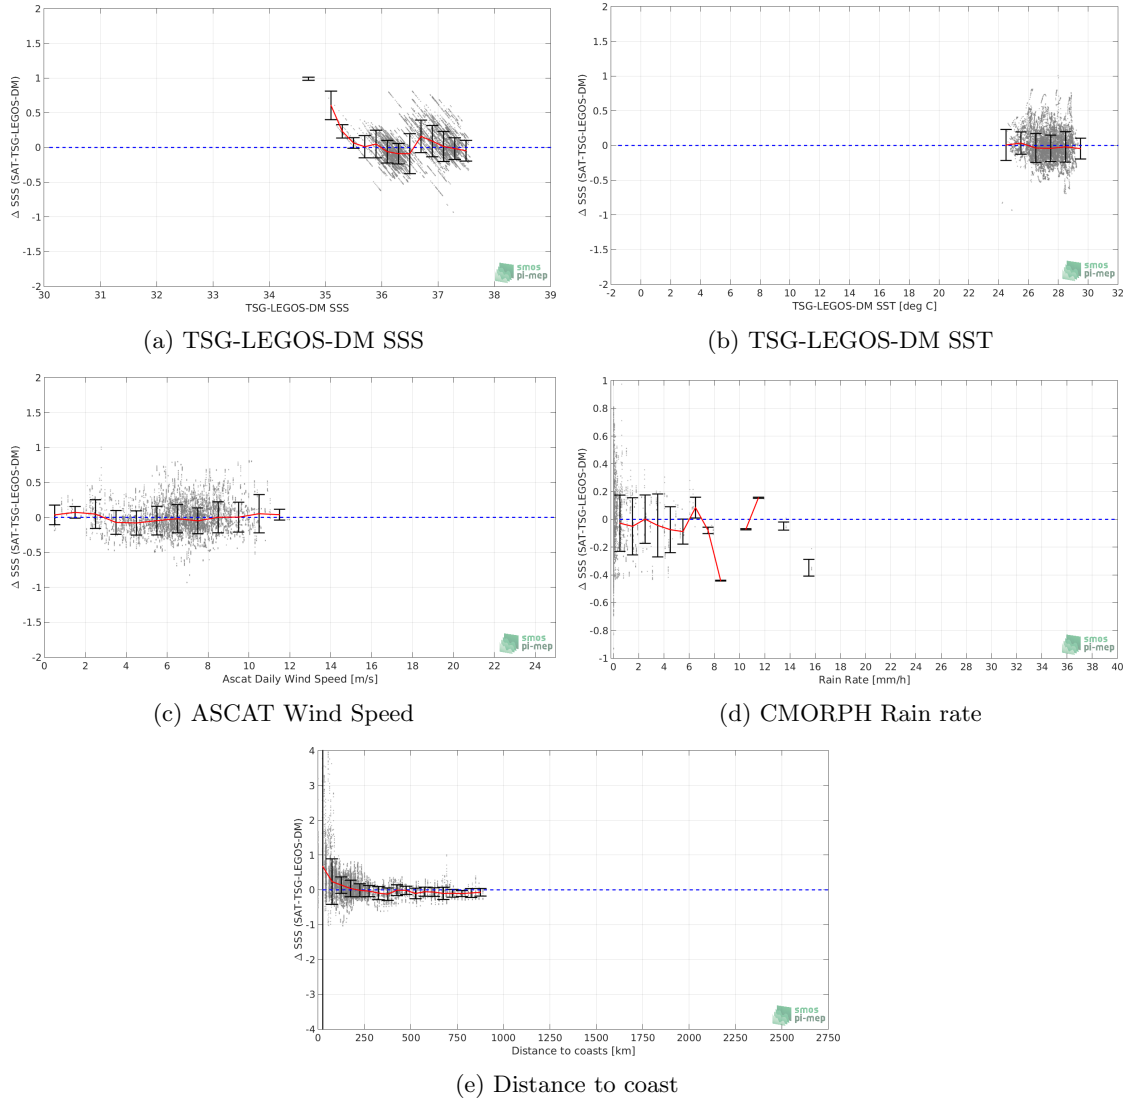 2
1.5
1
0.5
0
-0.5
-1
-1.5
-2
Δ SSS (SAT-TSG-LEGOS-DM)
30 31 32 33 34 35 36 37 38 39
TSG-LEGOS-DM SSS
smos
pi-mep
(a) TSG-LEGOS-DM SSS
2
1.5
1
0.5
0
-0.5
-1
-1.5
-2
Δ SSS (SAT-TSG-LEGOS-DM)
-2 0 2 4 6 8 10 12 14 16 18 20 22 24 26 28 30 32
TSG-LEGOS-DM SST [deg C]
smos
pi-mep
(b) TSG-LEGOS-DM SST
2
1.5
1
0.5
0
-0.5
-1
-1.5
-2
Δ SSS (SAT-TSG-LEGOS-DM)
0 2 4 6 8 10 12 14 16 18 20 22 24
Ascat Daily Wind Speed [m/s]
smos
pi-mep
(c) ASCAT Wind Speed
1
0.8
0.6
0.4
0.2
0
-0.2
-0.4
-0.6
-0.8
-1
Δ SSS (SAT-TSG-LEGOS-DM)
0 2 4 6 8 10 12 14 16 18 20 22 24 26 28 30 32 34 36 38 40
Rain Rate [mm/h]
smos
pi-mep
(d) CMORPH Rain rate
4
3
2
1
0
-1
-2
-3
-4
Δ SSS (SAT-TSG-LEGOS-DM)
0 250 500 750 1000 1250 1500 1750 2000 2250 2500 2750
Distance to coasts [km]
smos
pi-mep
(e) Distance to coast